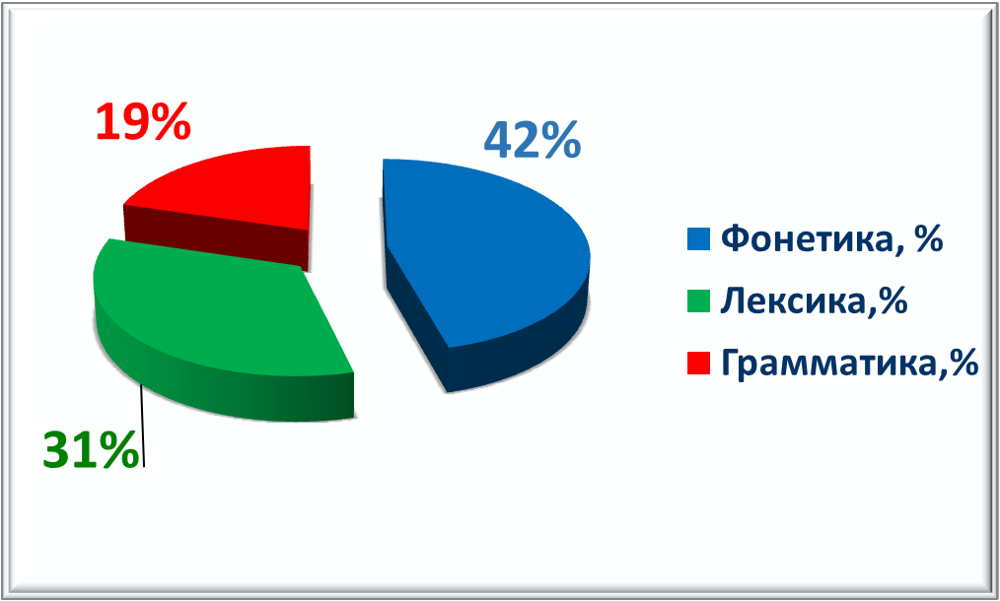 19%
42%
31%
Фонетика, %
Лексика,%
Грамматика,%